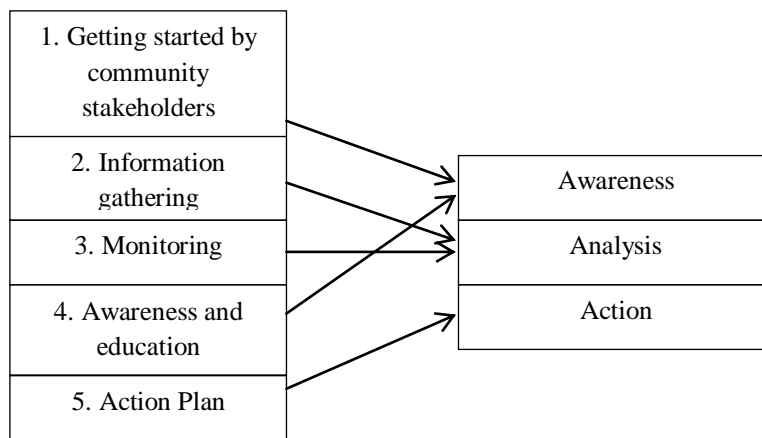 1. Getting started by
community
stakeholders
2. Information
gathering
3. Monitoring
4. Awareness and
education
5. Action Plan
Awareness
Analysis
Action